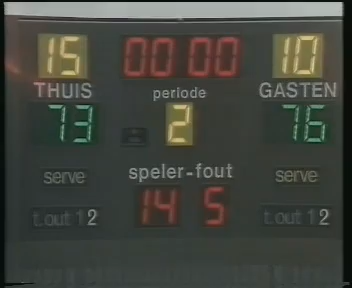 15 00 00 10
THUIS periode GASTEN
73 2 76
speler-fout
serve serve
14 5
t.out 1 2 t.out 1 2